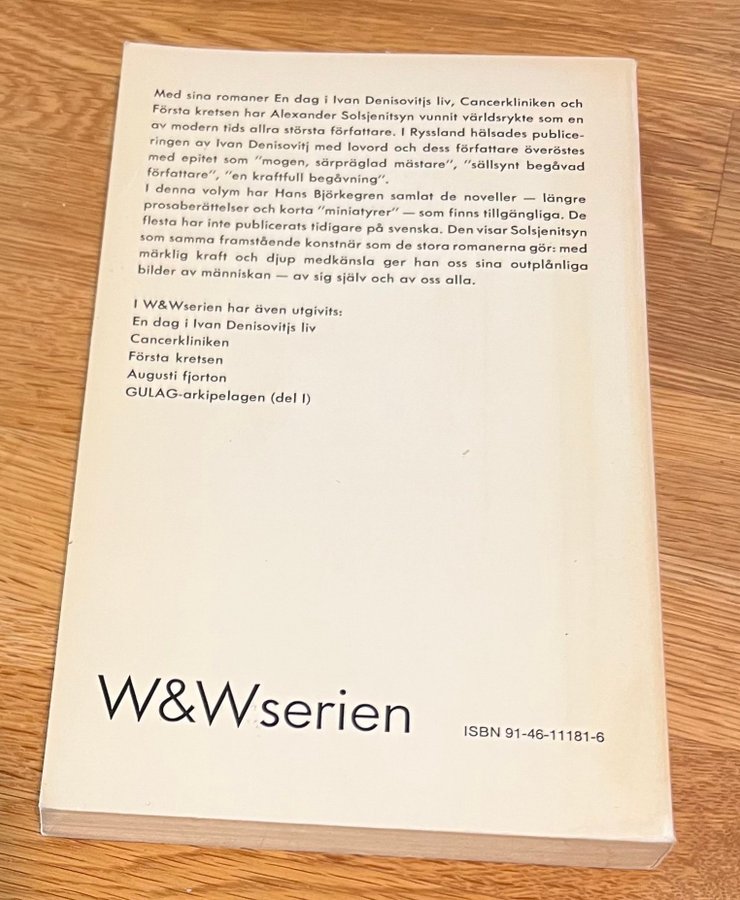 Med sina romaner En dag i Ivan Denisovitjs liv, Cancerkliniken och
Första kretsen har Alexander Solsjenitsyn vunnit världsrykte som en
av modern tids allra största författare. I Ryssland hälsades publice-
ringen av Ivan Denisovitj med lovord och dess författare överöstes
med epitet som "mogen, särpräglad mästare", "sällsynt begåvad
författare", "en kraftfull begåvning".
I denna volym har Hans Björkegren samlat de noveller — längre
prosaberättelser och korta "miniatyrer" — som finns tillgängliga. De
flesta har inte publicerats tidigare på svenska. Den visar Solsjenitsyn
som samma framstående konstnär som de stora romanerna gör: med
märklig kraft och djup medkänsla ger han oss sina outplånliga
bilder av människan — av sig själv och av oss alla.
I W&Wserien har även utgivits:
En dag i Ivan Denisovitjs liv
Cancerkliniken
Första kretsen
Augusti fjorton
GULAG-arkipelagen (del I)
W&Wserien
ISBN 91-46-11181-6